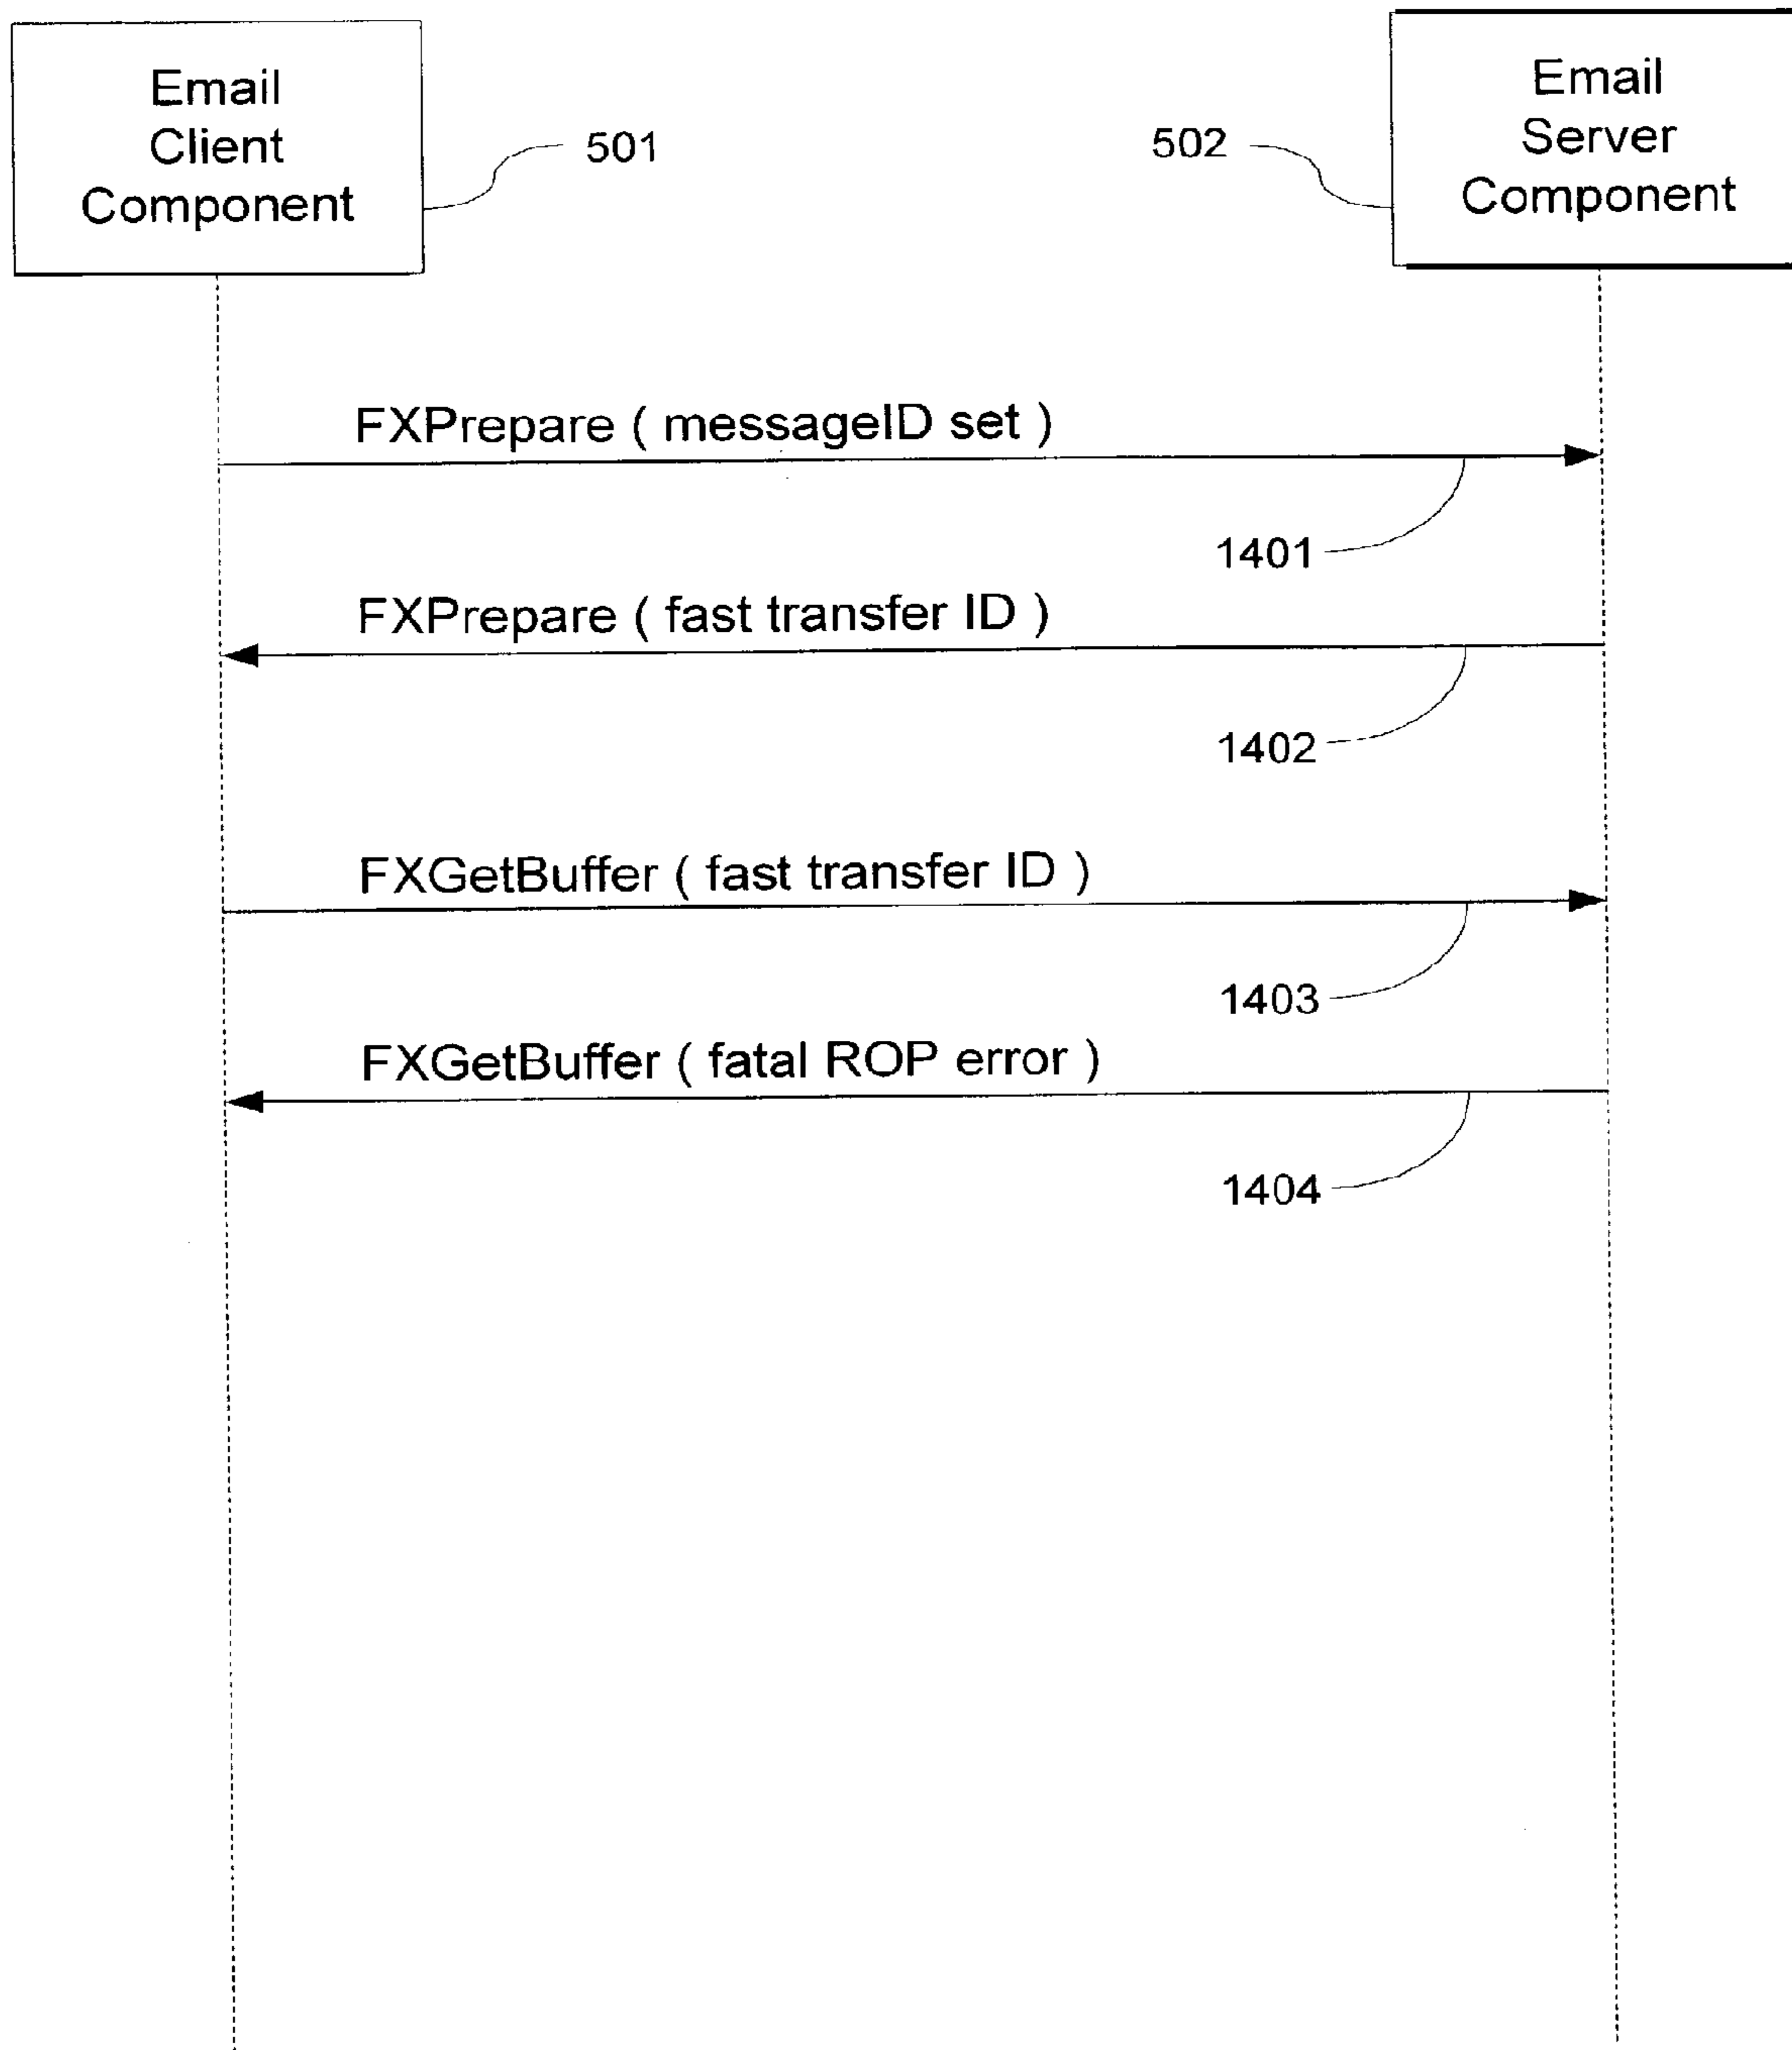 Email
Client
Component
501
502
Email
Server
Component
FXPrepare ( messageID set )
1401
FXPrepare ( fast transfer ID )
1402
FXGetBuffer ( fast transfer ID )
1403
FXGetBuffer ( fatal ROP error )
1404